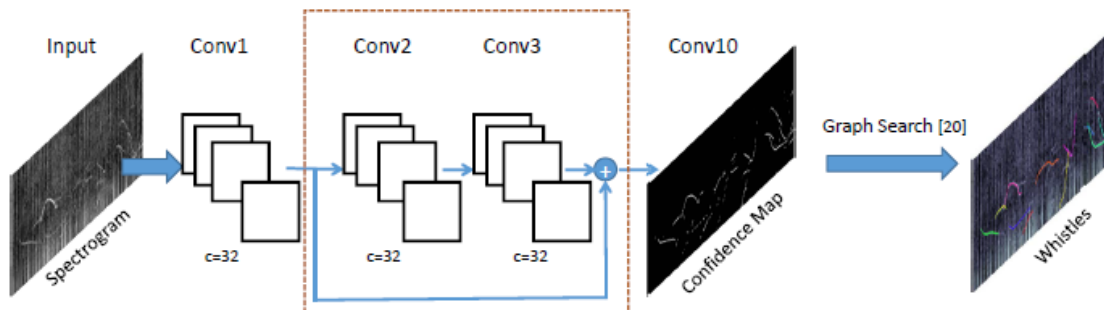 Input
Conv1
Conv2
Conv3
Conv10
Graph Search [20]
+
c=32
c=32
c=32
Spectrogram
Confidence Map
Whistles